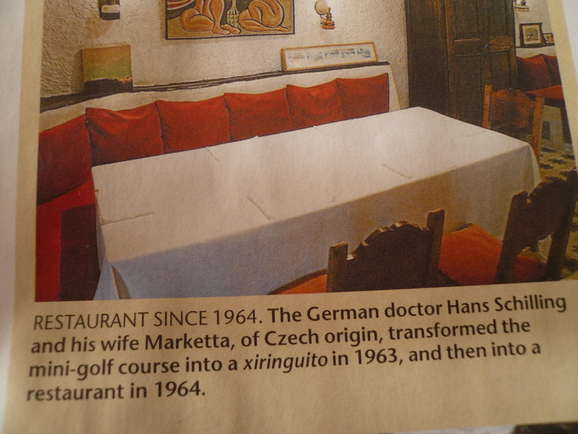 RESTAURANT SINCE 1964. The German doctor Hans Schilling
and his wife Marketta, of Czech origin, transformed the
mini-golf course into a xiringuito in 1963, and then into a
restaurant in 1964.